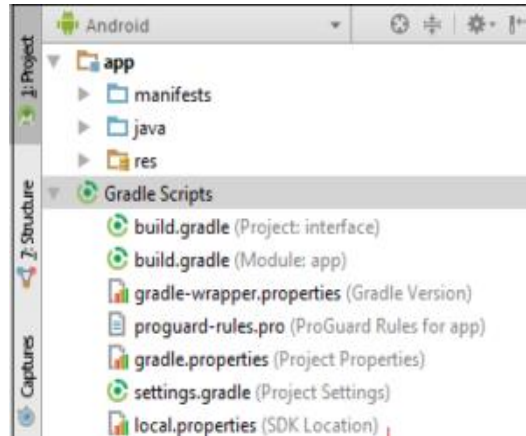 Android
1: Project
app
manifests
java
res
Gradle Scripts
build.gradle (Project: interface)
build.gradle (Module: app)
gradle-wrapper.properties (Gradle Version)
proguard-rules.pro (ProGuard Rules for app)
gradle.properties (Project Properties)
settings.gradle (Project Settings)
local.properties (SDK Location)
7: Structure
Captures